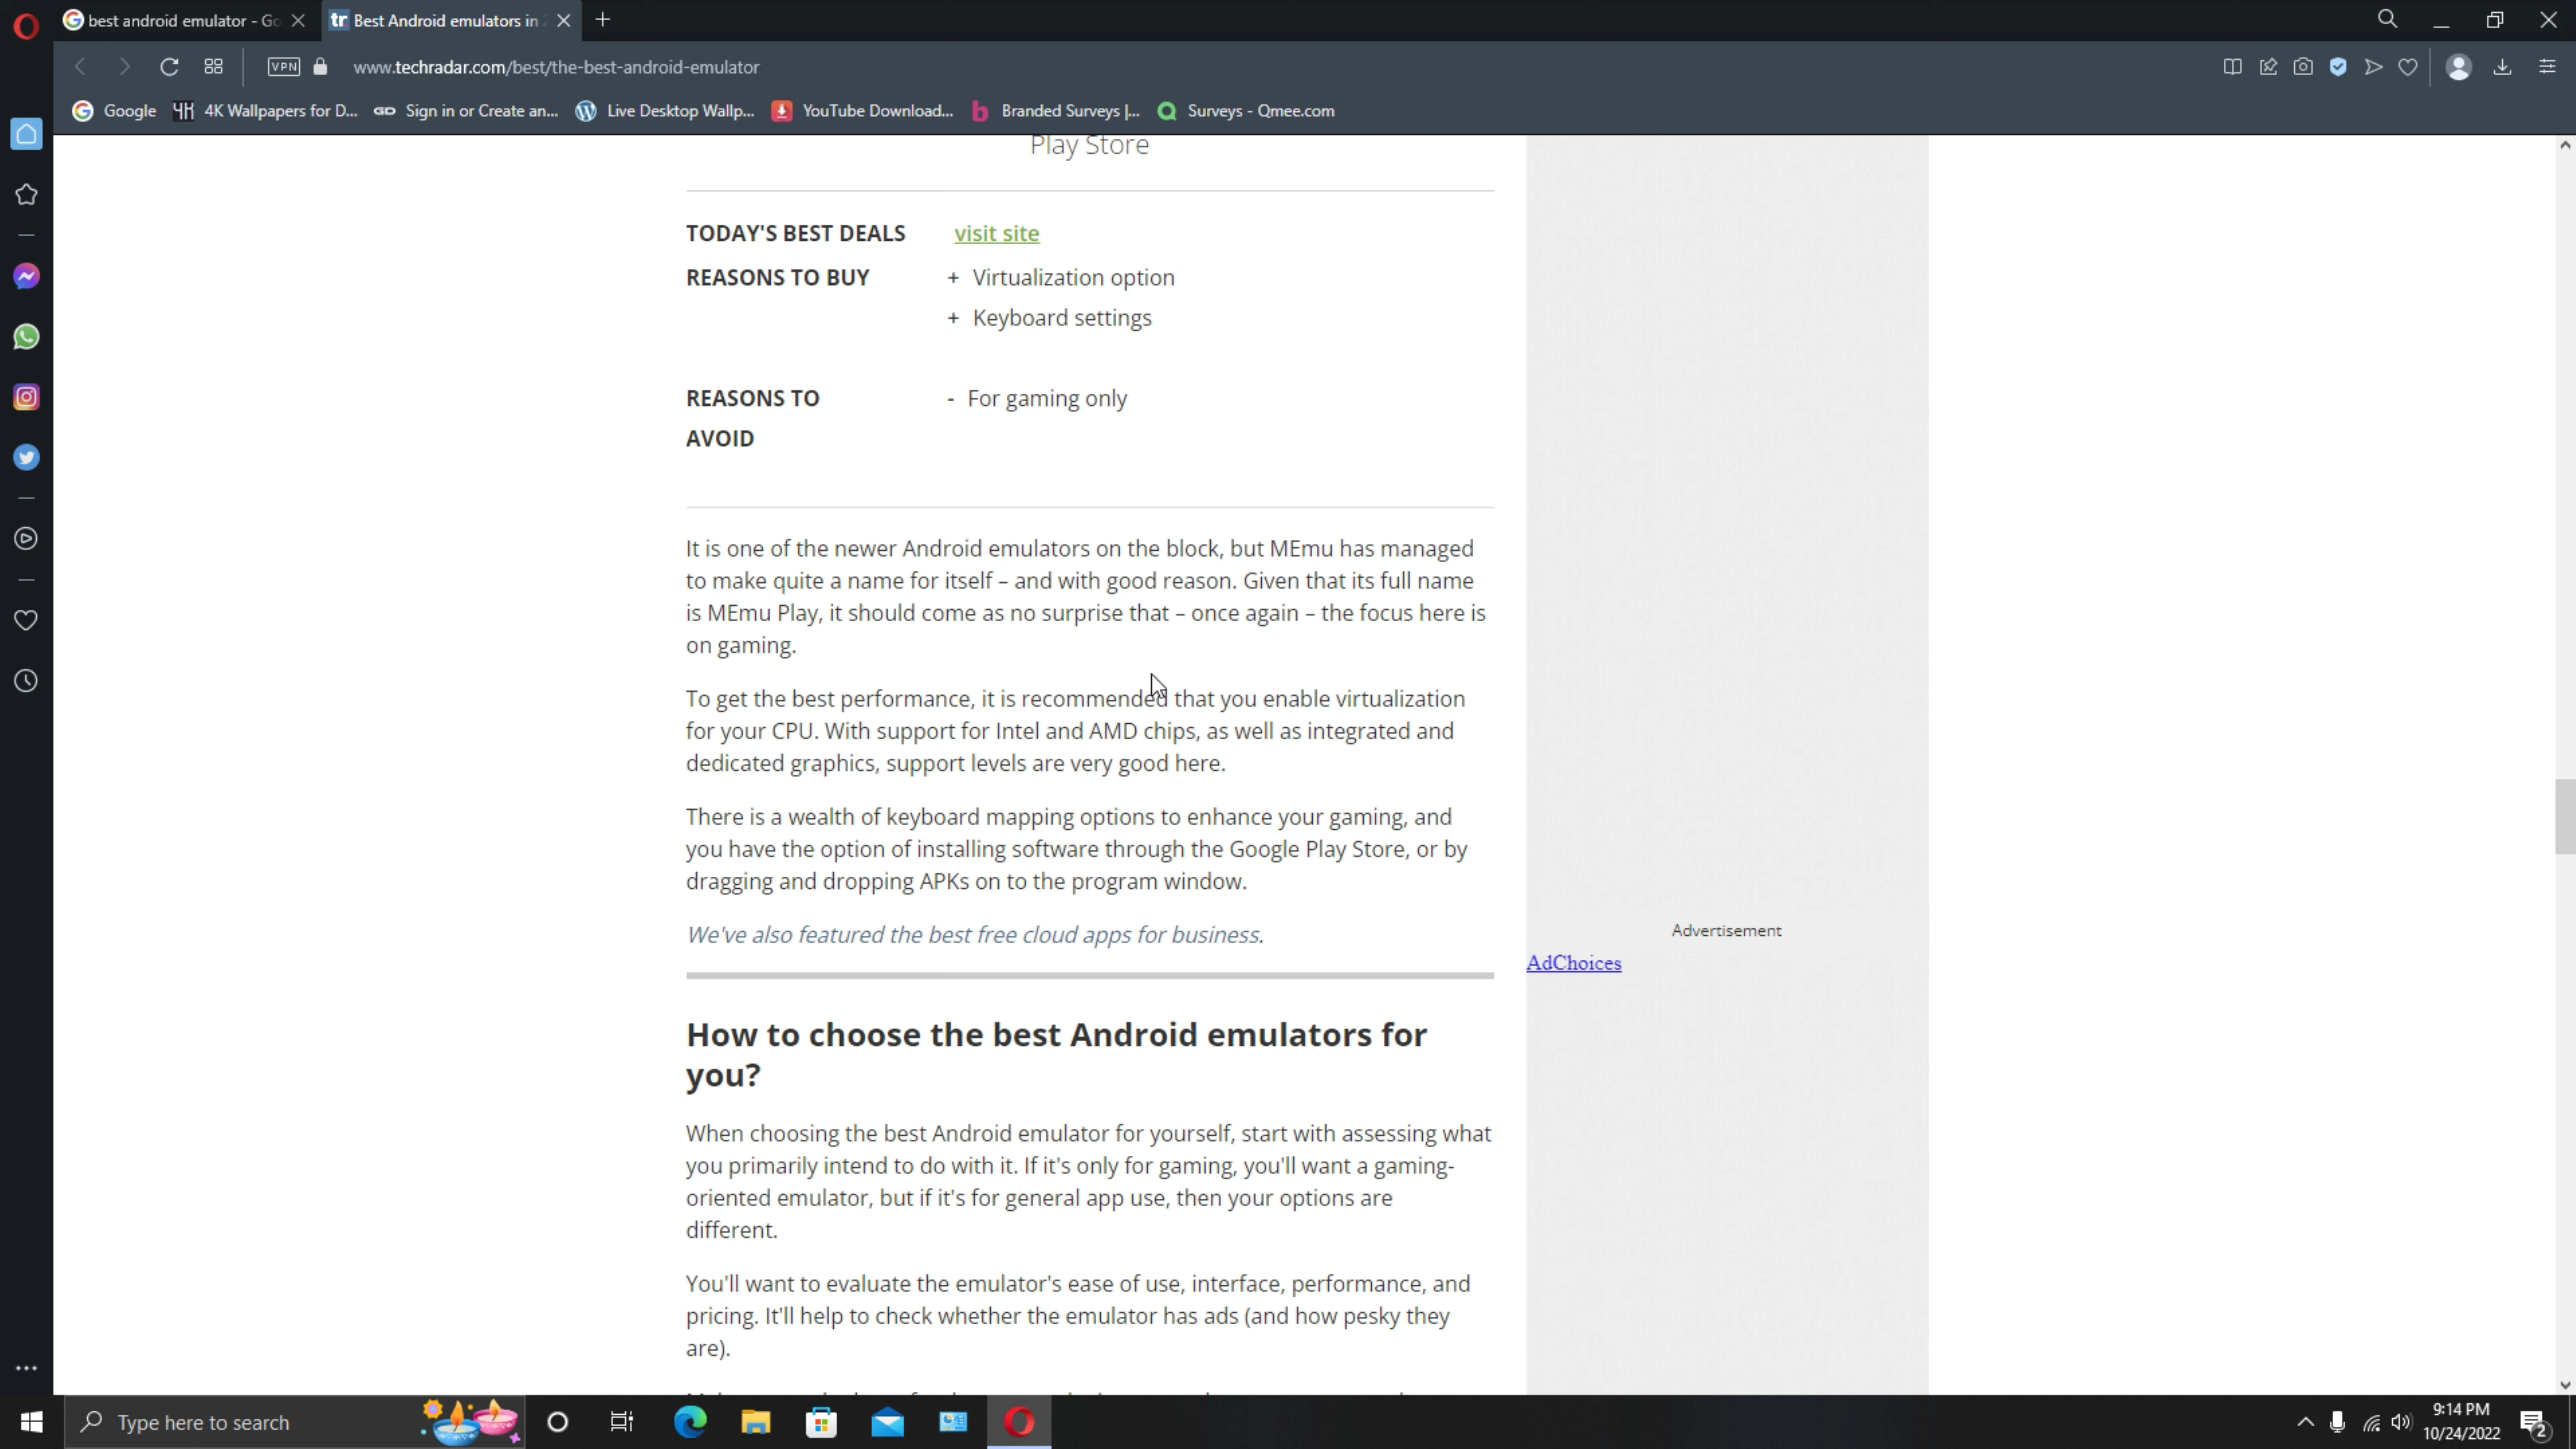 best android emulator - Go
tr Best Android emulators in
VPN
www.techradar.com/best/the-best-android-emulator
Google
4K Wallpapers for D...
Sign in or Create an...
Live Desktop Wallp...
YouTube Download...
Branded Surveys |...
Surveys - Qmee.com
Play Store
TODAY'S BEST DEALS visit site
REASONS TO BUY + Virtualization option
+ Keyboard settings
REASONS TO - For gaming only
AVOID
It is one of the newer Android emulators on the block, but MEmu has managed
to make quite a name for itself – and with good reason. Given that its full name
is MEmu Play, it should come as no surprise that – once again – the focus here is
on gaming.
To get the best performance, it is recommended that you enable virtualization
for your CPU. With support for Intel and AMD chips, as well as integrated and
dedicated graphics, support levels are very good here.
There is a wealth of keyboard mapping options to enhance your gaming, and
you have the option of installing software through the Google Play Store, or by
dragging and dropping APKs on to the program window.
We've also featured the best free cloud apps for business.
Advertisement
AdChoices
How to choose the best Android emulators for
you?
When choosing the best Android emulator for yourself, start with assessing what
you primarily intend to do with it. If it's only for gaming, you'll want a gaming-
oriented emulator, but if it's for general app use, then your options are
different.
You'll want to evaluate the emulator's ease of use, interface, performance, and
pricing. It'll help to check whether the emulator has ads (and how pesky they
are).
Type here to search
9:14 PM
10/24/2022
2